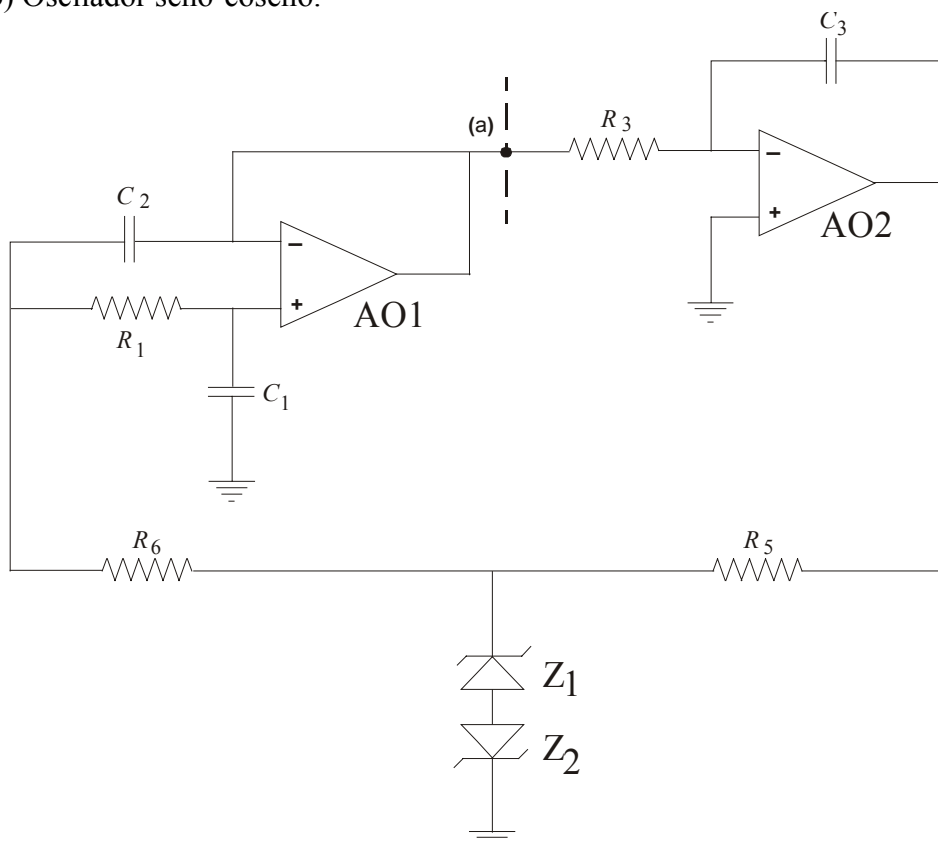 b) Oscilador seno-coseno.
C3
(a)
R3
−
+
AO2
C2
−
+
AO1
R1
C1
R6
R5
Z1
Z2